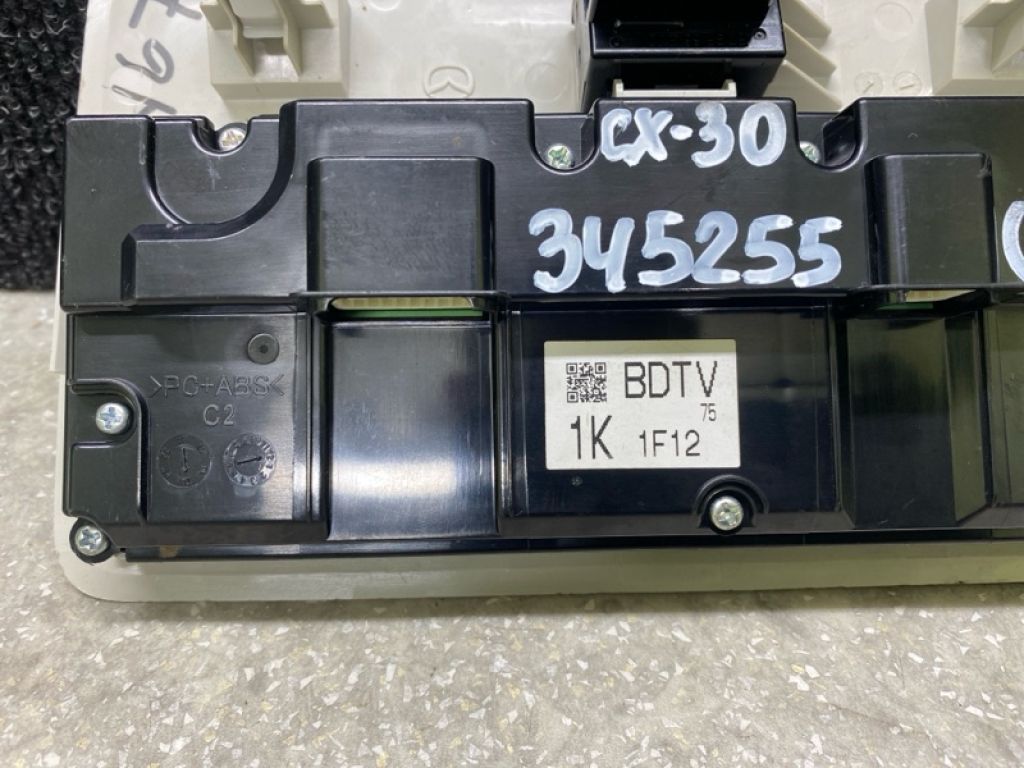 CX-30
345255
>PC+ABS<
C2
BDTV
75
1K 1F12